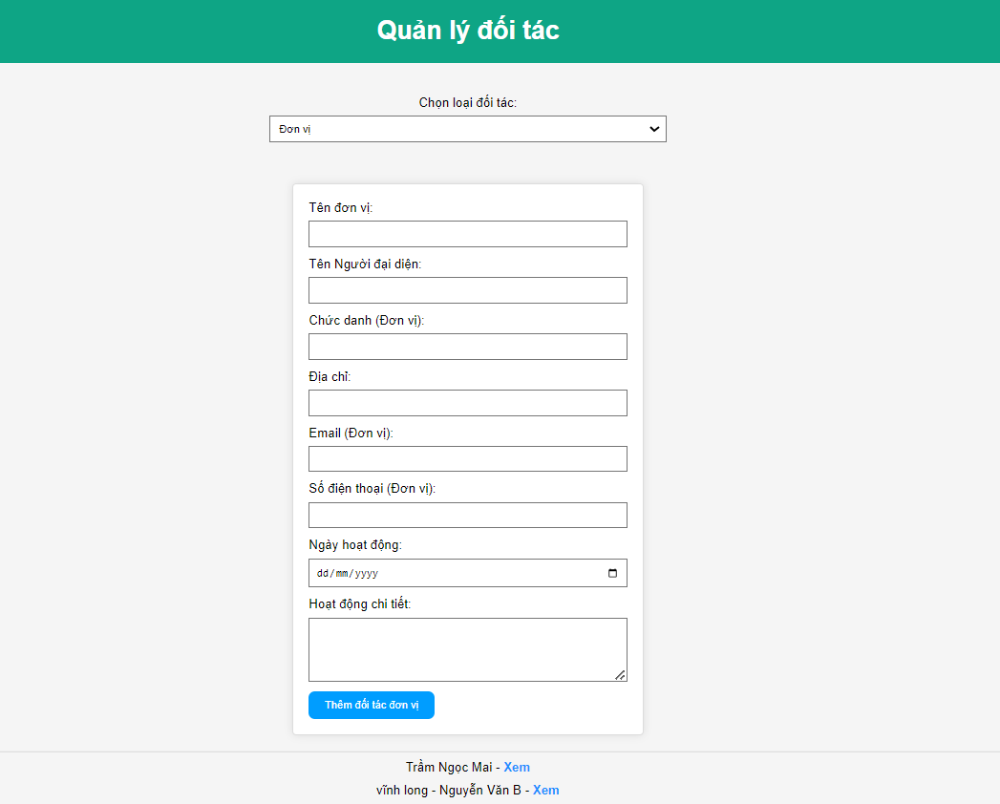 Quản lý đối tác
Chọn loại đối tác:
Đơn vị
Tên đơn vị:
Tên Người đại diện:
Chức danh (Đơn vị):
Địa chỉ:
Email (Đơn vị):
Số điện thoại (Đơn vị):
Ngày hoạt động:
dd/mm/yyyy
Hoạt động chi tiết:
Thêm đối tác đơn vị
Trầm Ngọc Mai - Xem
vĩnh long - Nguyễn Văn B - Xem